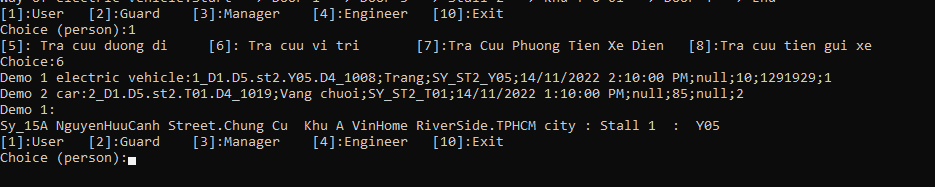 [1]:User [2]:Guard [3]:Manager [4]:Engineer [10]:Exit
Choice (person):1
[5]: Tra cuu duong di [6]: Tra cuu vi tri [7]:Tra Cuu Phuong Tien Xe Dien [8]:Tra cuu tien gui xe
Choice:6
Demo 1 electric vehicle:1_D1.D5.st2.Y05.D4_1008;Trang;SY_ST2_Y05;14/11/2022 2:10:00 PM;null;10;1291929;1
Demo 2 car:2_D1.D5.st2.T01.D4_1019;Vang chuoi;SY_ST2_T01;14/11/2022 1:10:00 PM;null;85;null;2
Demo 1:
Sy_15A NguyenHuuCanh Street.Chung Cu Khu A VinHome RiverSide.TPHCM city : Stall 1 : Y05
[1]:User [2]:Guard [3]:Manager [4]:Engineer [10]:Exit
Choice (person):